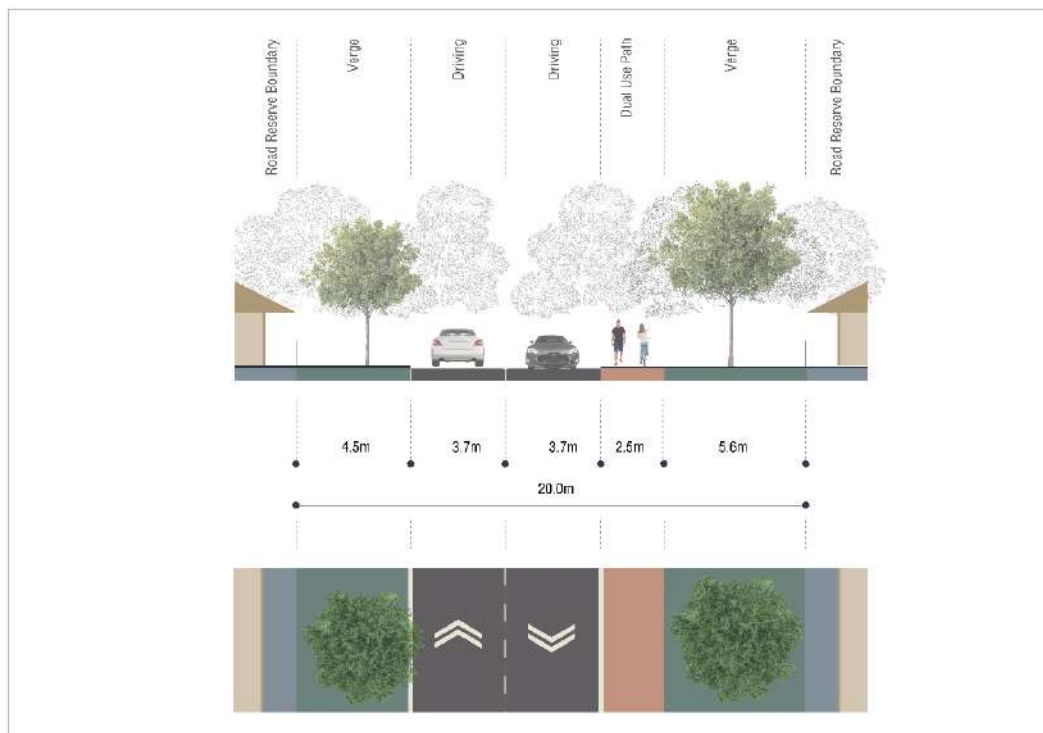 Road Reserve Boundary
Verge
Driving
Driving
Dual Use Path
Verge
Road Reserve Boundary
4.5m
3.7m
3.7m
2.5m
5.6m
20.0m